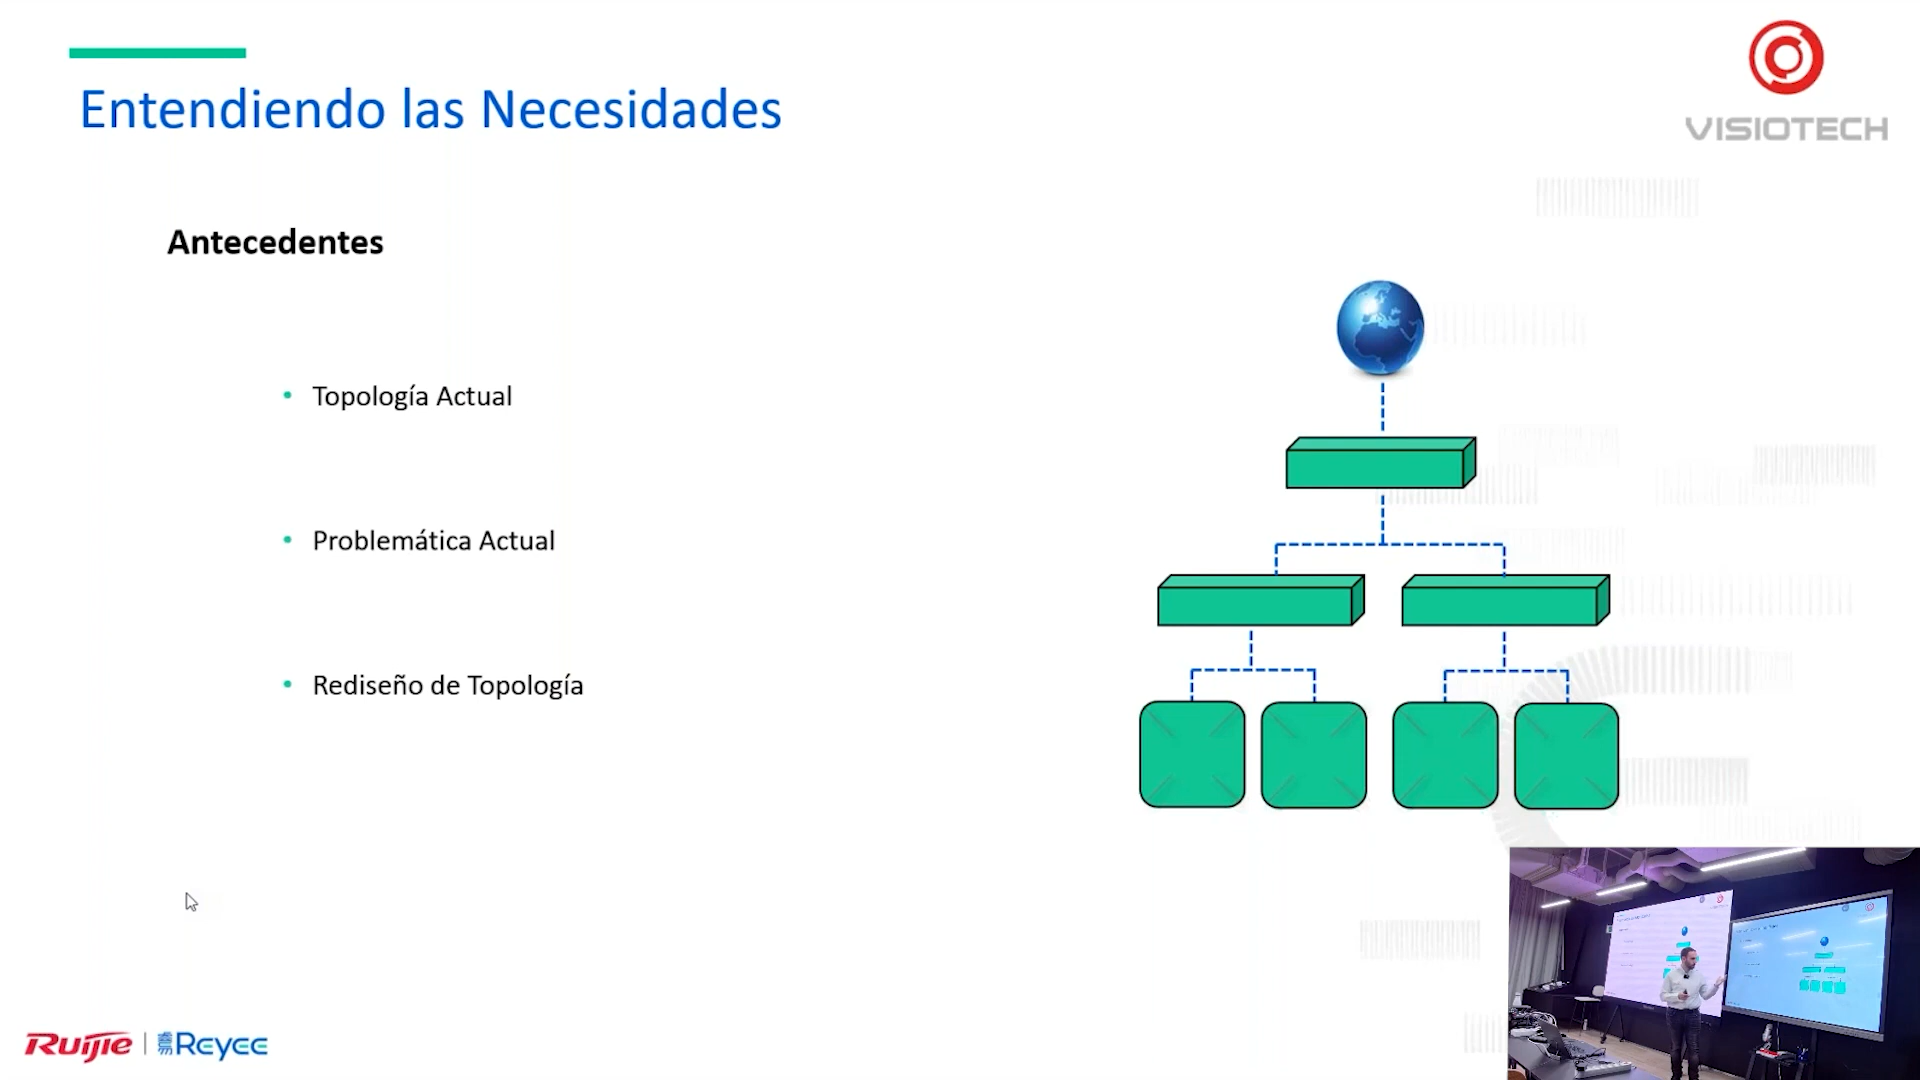 Entendiendo las Necesidades
VISIOTECH
Antecedentes
• Topología Actual
• Problemática Actual
• Rediseño de Topología
Ruijie | Reyee